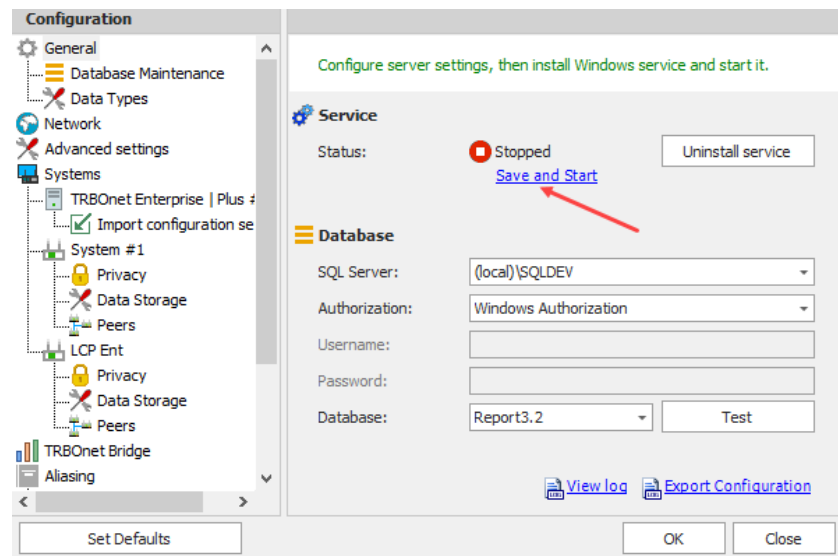 Configuration
General
Database Maintenance
Data Types
Network
Advanced settings
Systems
TRBOnet Enterprise | Plus #
Import configuration se
System #1
Privacy
Data Storage
Peers
LCP Ent
Privacy
Data Storage
Peers
TRBOnet Bridge
Aliasing
Set Defaults
Configure server settings, then install Windows service and start it.
Service
Status: Stopped Uninstall service
Save and Start
Database
SQL Server: (local)\SQLDEV
Authorization: Windows Authorization
Username:
Password:
Database: Report3.2 Test
View log Export Configuration
OK Close